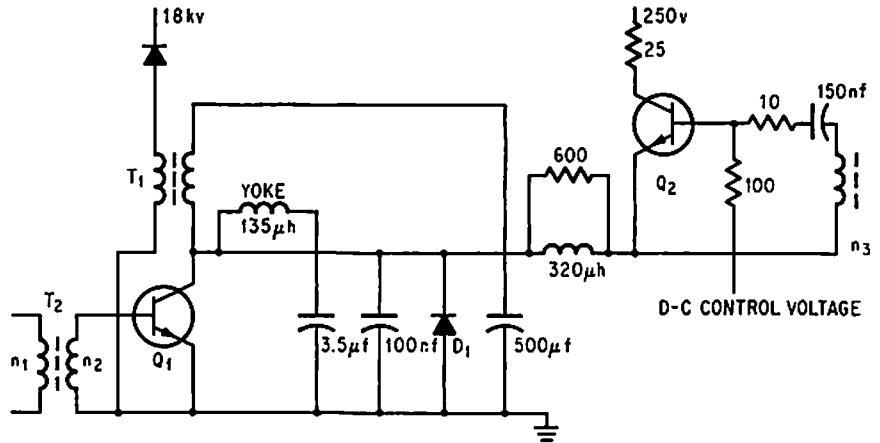 18kv
250v
25
150nf
10
T1
600
Q2
100
YOKE
135μh
320μh
n3
D-C CONTROL VOLTAGE
T2
Q1
3.5μf
100nf
D1
500μf
n1
n2